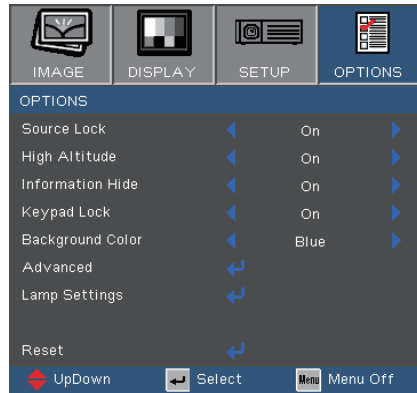 IMAGE DISPLAY SETUP OPTIONS
OPTIONS
Source Lock On
High Altitude On
Information Hide On
Keypad Lock On
Background Color Blue
Advanced
Lamp Settings
Reset
UpDown Select Menu Menu Off